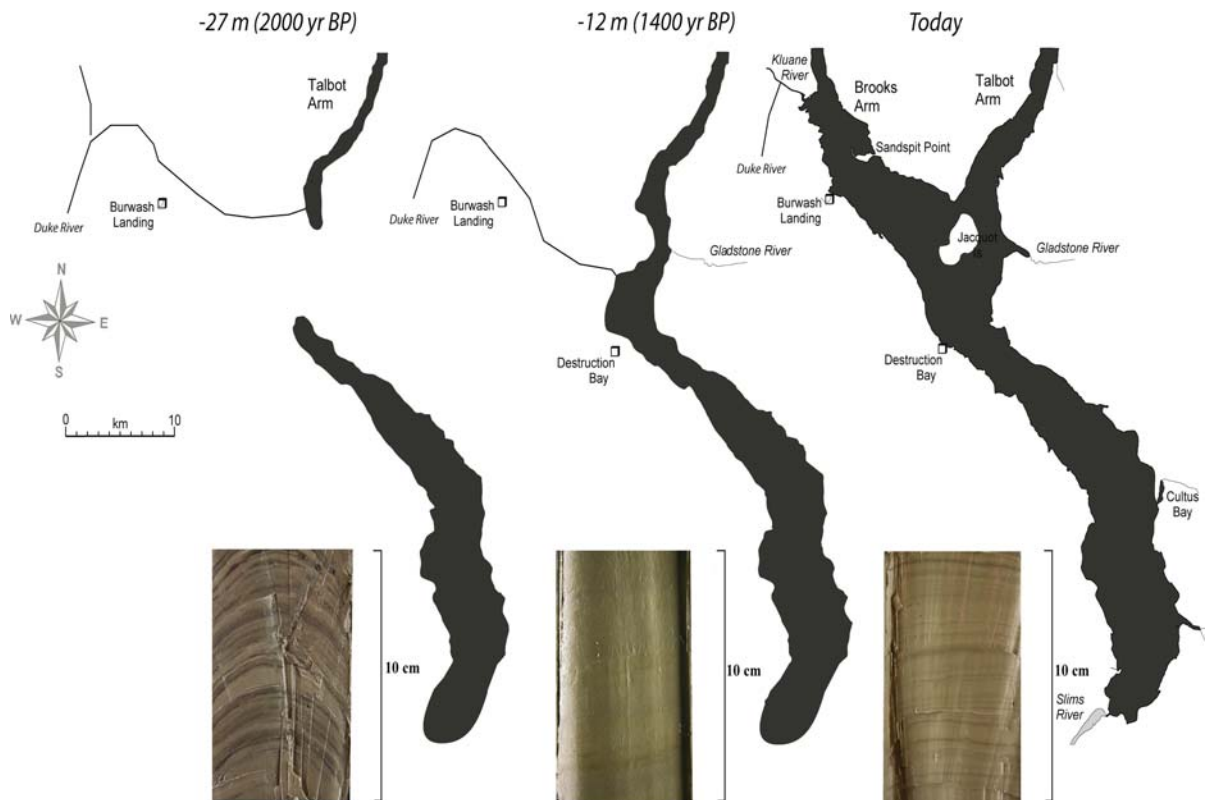 -27 m (2000 yr BP)
Talbot
Arm
Burwash
Landing
Duke River
N
W
E
S
0
km
10
10 cm
-12 m (1400 yr BP)
Burwash
Landing
Duke River
Gladstone River
Destruction
Bay
10 cm
Today
Kluane
River
Brooks
Arm
Talbot
Arm
Sandspit Point
Duke River
Burwash
Landing
Jacquot
Is
Gladstone River
Destruction
Bay
Cultus
Bay
Slims
River
10 cm